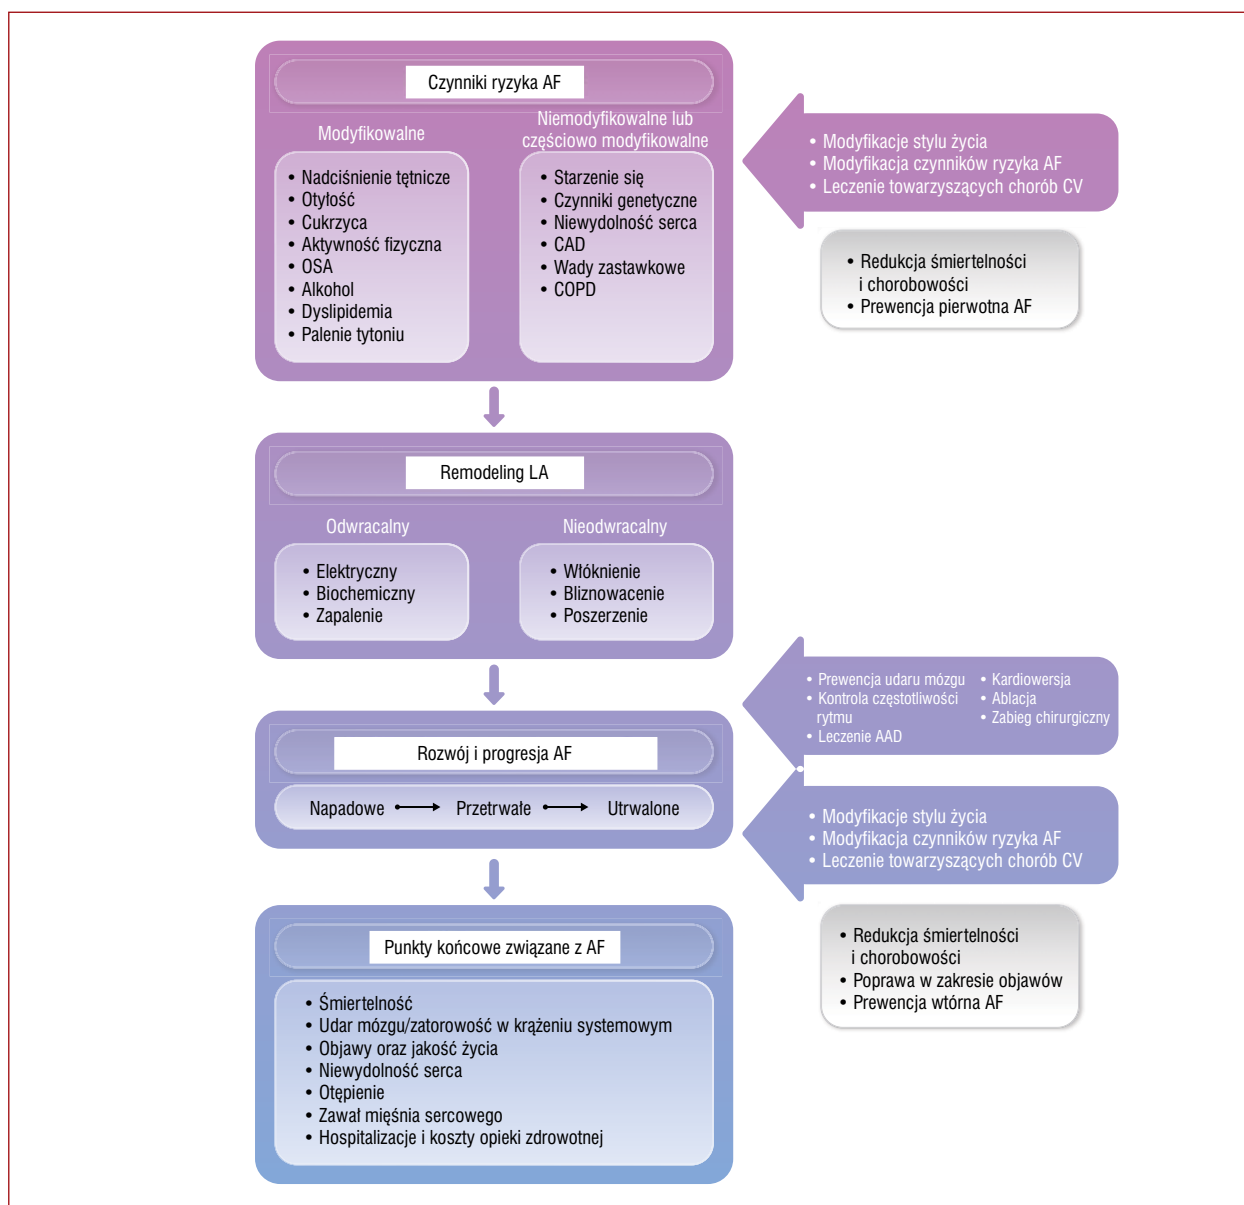 Czynniki ryzyka AF
Modyfikowalne
• Nadciśnienie tętnicze
• Otyłość
• Cukrzyca
• Aktywność fizyczna
• OSA
• Alkohol
• Dyslipidemia
• Palenie tytoniu
Niemodyfikowalne lub
częściowo modyfikowalne
• Starzenie się
• Czynniki genetyczne
• Niewydolność serca
• CAD
• Wady zastawkowe
• COPD
• Modyfikacje stylu życia
• Modyfikacja czynników ryzyka AF
• Leczenie towarzyszących chorób CV
• Redukcja śmiertelności
i chorobowości
• Prewencja pierwotna AF
Remodeling LA
Odwracalny
• Elektryczny
• Biochemiczny
• Zapalenie
Nieodwracalny
• Włóknienie
• Bliznowacenie
• Poszerzenie
• Prewencja udaru mózgu
• Kontrola częstotliwości
rytmu
• Leczenie AAD
• Kardiowersja
• Ablacja
• Zabieg chirurgiczny
Rozwój i progresja AF
Napadowe Przetrwałe Utrwalone
• Modyfikacje stylu życia
• Modyfikacja czynników ryzyka AF
• Leczenie towarzyszących chorób CV
• Redukcja śmiertelności
i chorobowości
• Poprawa w zakresie objawów
• Prewencja wtórna AF
Punkty końcowe związane z AF
• Śmiertelność
• Udar mózgu/zatorowość w krążeniu systemowym
• Objawy oraz jakość życia
• Niewydolność serca
• Otępienie
• Zawał mięśnia sercowego
• Hospitalizacje i koszty opieki zdrowotnej